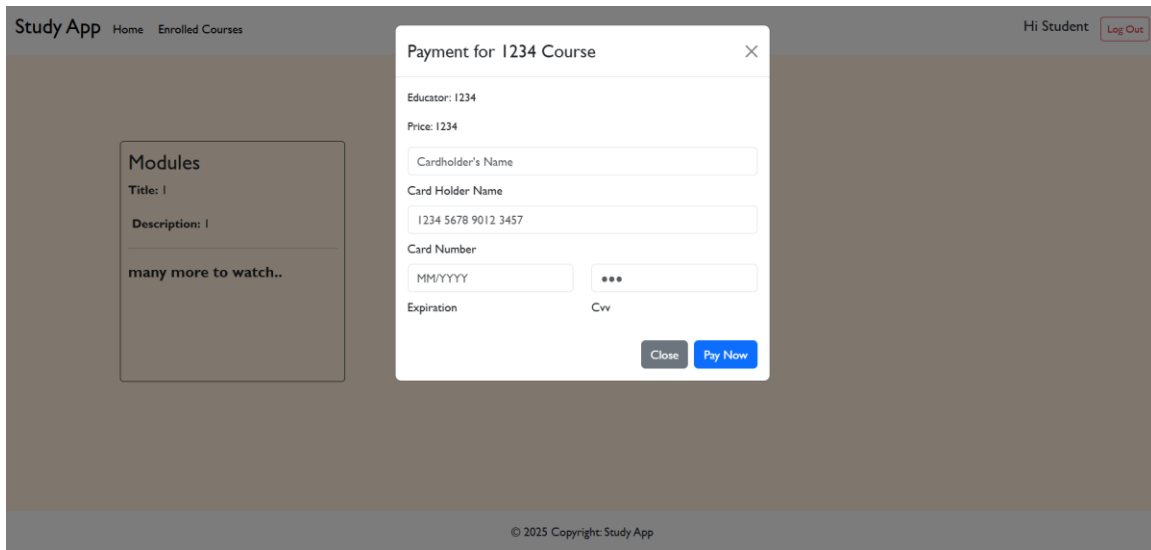 Study App Home Enrolled Courses Hi Student Log Out
Payment for 1234 Course
Educator: 1234
Price: 1234
Cardholder's Name
Card Holder Name
1234 5678 9012 3457
Card Number
MM/YYYY ●●●
Expiration Cvv
Close Pay Now
Modules
Title: 1
Description: 1
many more to watch..
© 2025 Copyright: Study App